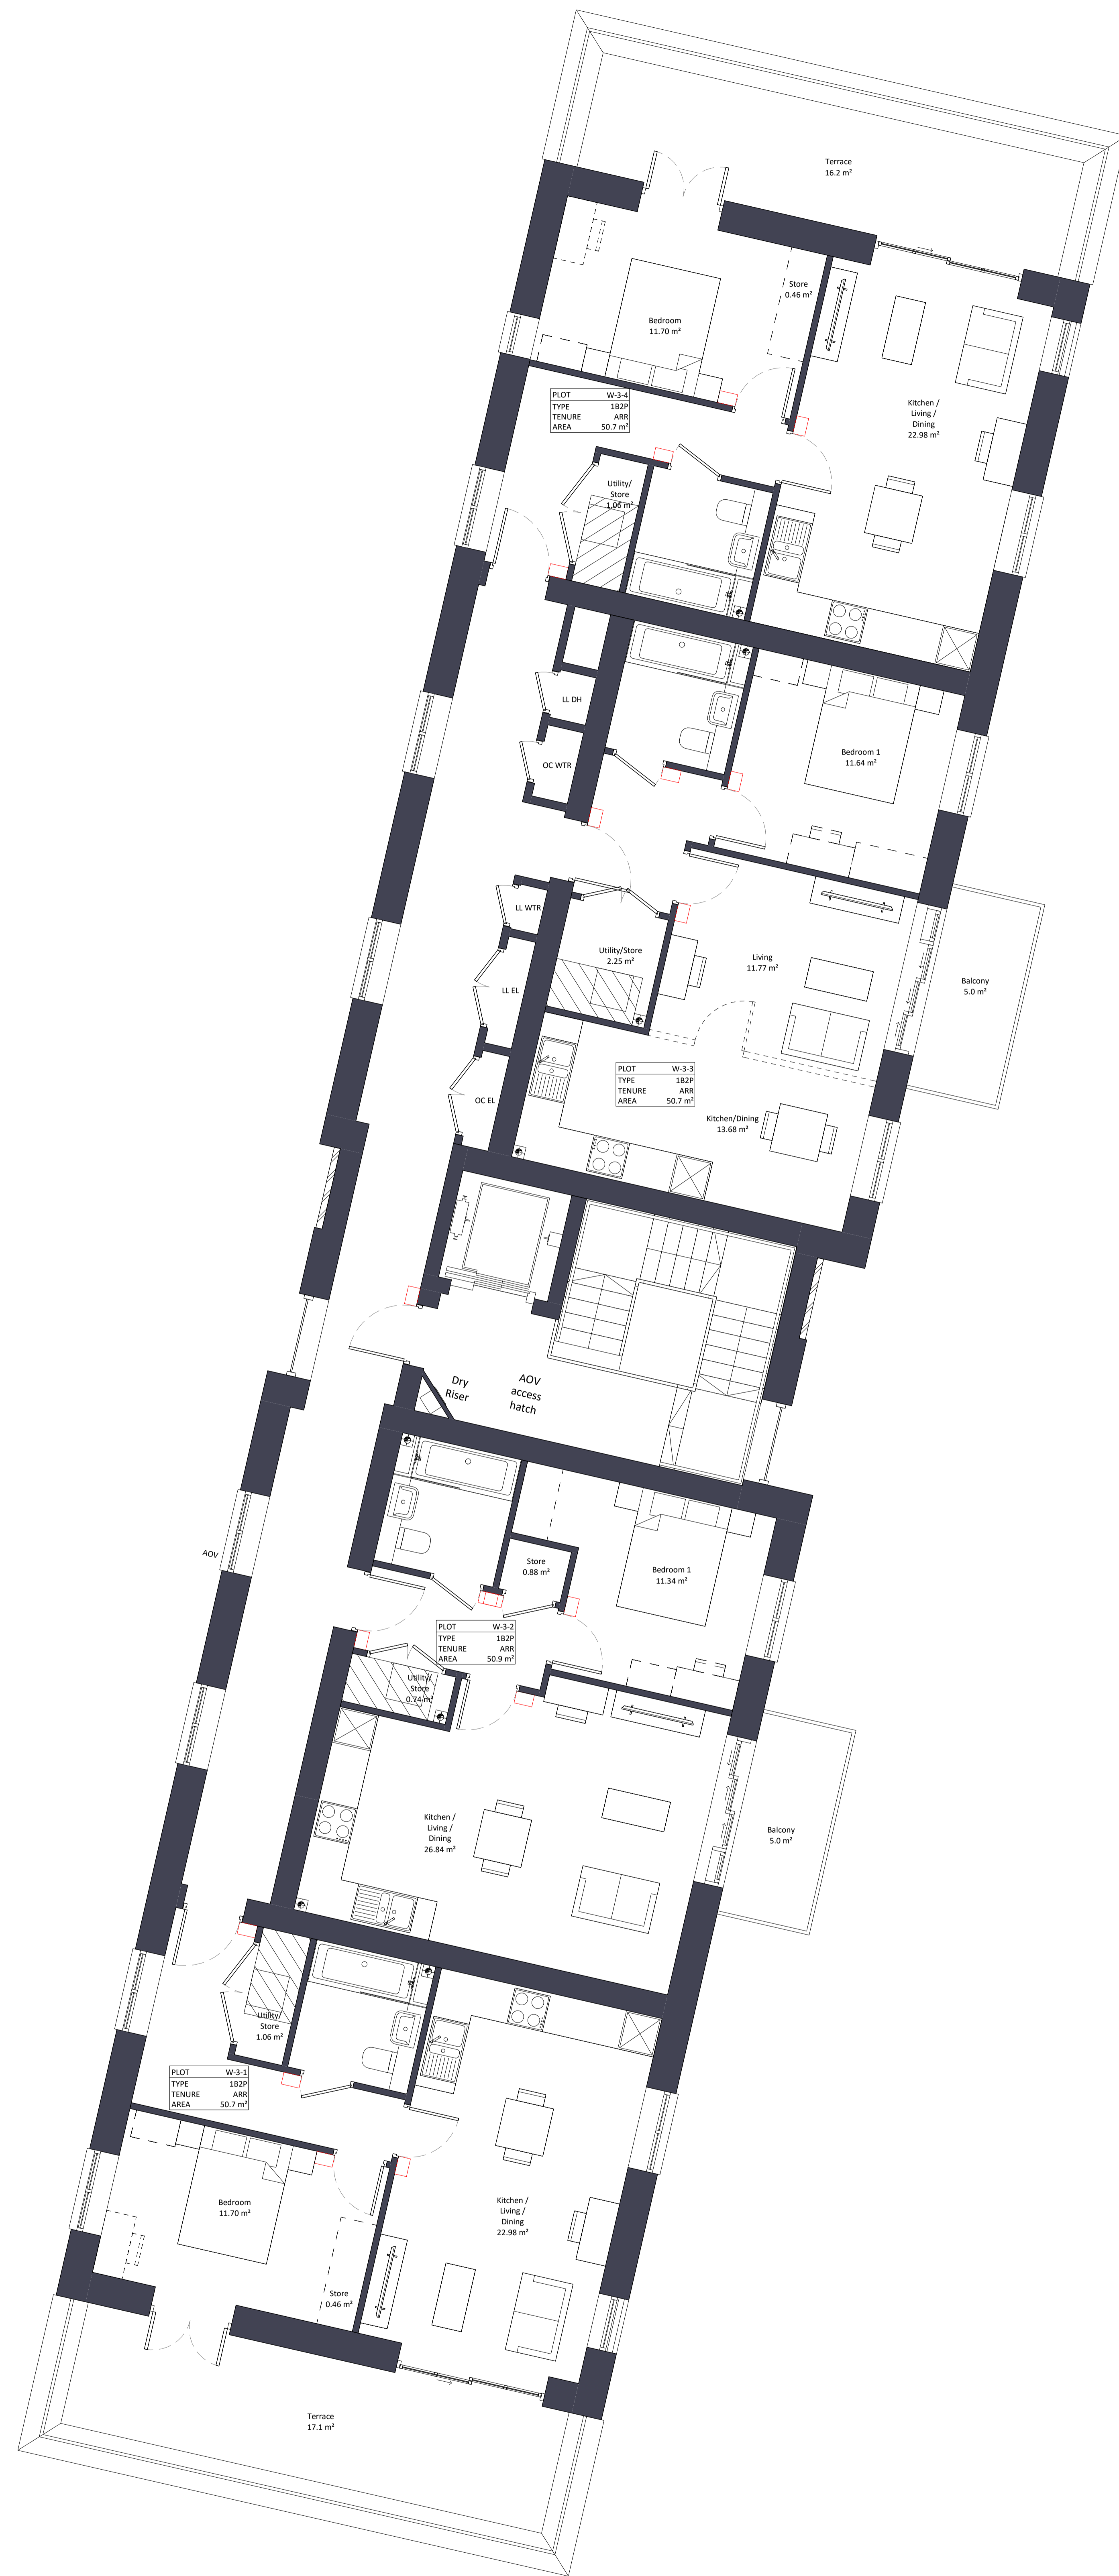 Terrace
16.2 m²
Store
0.46 m²
Bedroom
11.70 m²
Kitchen /
Living /
Dining
22.98 m²
PLOT W-3-4
TYPE 1B2P
TENURE ARR
AREA 50.7 m²
Utility/
Store
1.06 m²
LL DH
OC WTR
Bedroom 1
11.64 m²
LL WTR
LL EL
OC EL
Utility/Store
2.25 m²
Living
11.77 m²
Balcony
5.0 m²
PLOT W-3-3
TYPE 1B2P
TENURE ARR
AREA 50.7 m²
Kitchen/Dining
13.68 m²
Dry
Riser
AOV
access
hatch
AOV
Store
0.88 m²
Bedroom 1
11.34 m²
PLOT W-3-2
TYPE 1B2P
TENURE ARR
AREA 50.9 m²
Utility/
Store
0.74 m²
Kitchen /
Living /
Dining
26.84 m²
Balcony
5.0 m²
Utility/
Store
1.06 m²
PLOT W-3-1
TYPE 1B2P
TENURE ARR
AREA 50.7 m²
Bedroom
11.70 m²
Kitchen /
Living /
Dining
22.98 m²
Store
0.46 m²
Terrace
17.1 m²